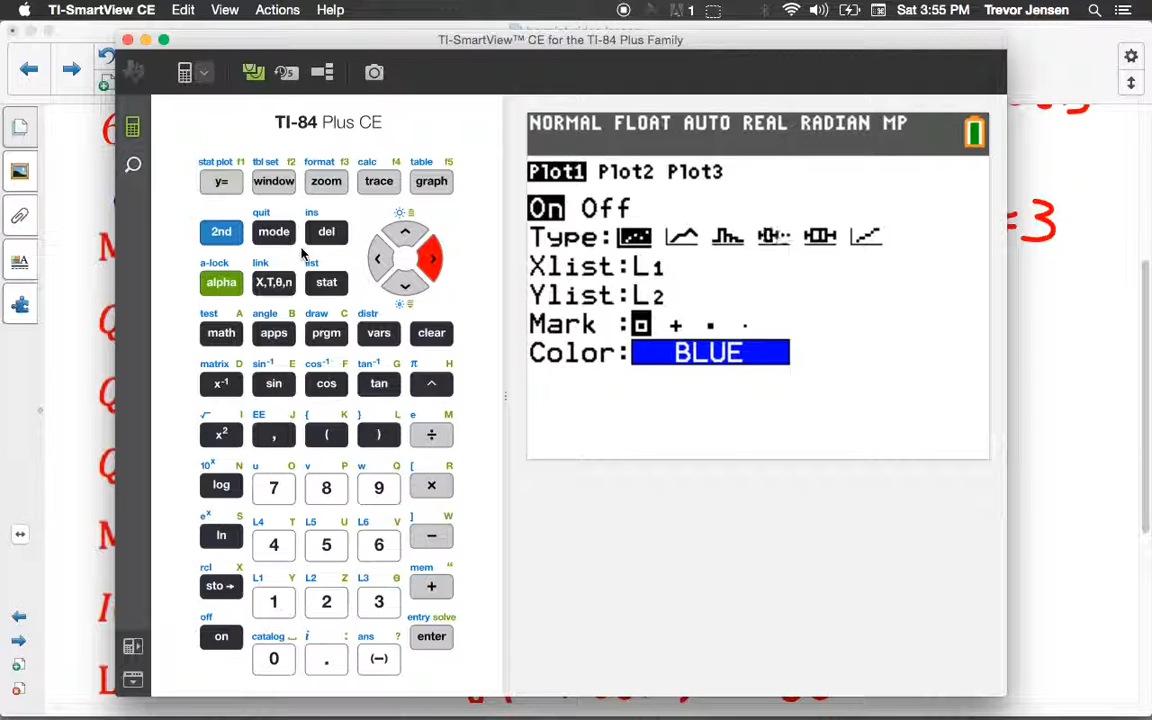 TI-SmartView CE Edit View Actions Help
1 Sat 3:55 PM Trevor Jensen
TI-SmartView™ CE for the TI-84 Plus Family
TI-84 Plus CE
stat plot f1 tbl set f2 format f3 calc f4 table f5
y= window zoom trace graph
quit ins
2nd mode del
a-lock link list
alpha X,T,θ,n stat
test A angle B draw C distr
math apps prgm vars clear
matrix D sin⁻¹ E cos⁻¹ F tan⁻¹ G π H
x⁻¹ sin cos tan ^
√ I EE J { K } L e M
x² , ( ) ÷
10ˣ N u O v P w Q [ R
log 7 8 9 ×
eˣ S L4 T L5 U L6 V ] W
ln 4 5 6 −
rcl X L1 Y L2 Z L3 θ mem “
sto→ 1 2 3 +
off catalog i : ans ? entry solve
on 0 . (−) enter
NORMAL FLOAT AUTO REAL RADIAN MP
Plot1 Plot2 Plot3
On Off
Type:
Xlist:L1
Ylist:L2
Mark : + ▪ ·
Color: BLUE
=3